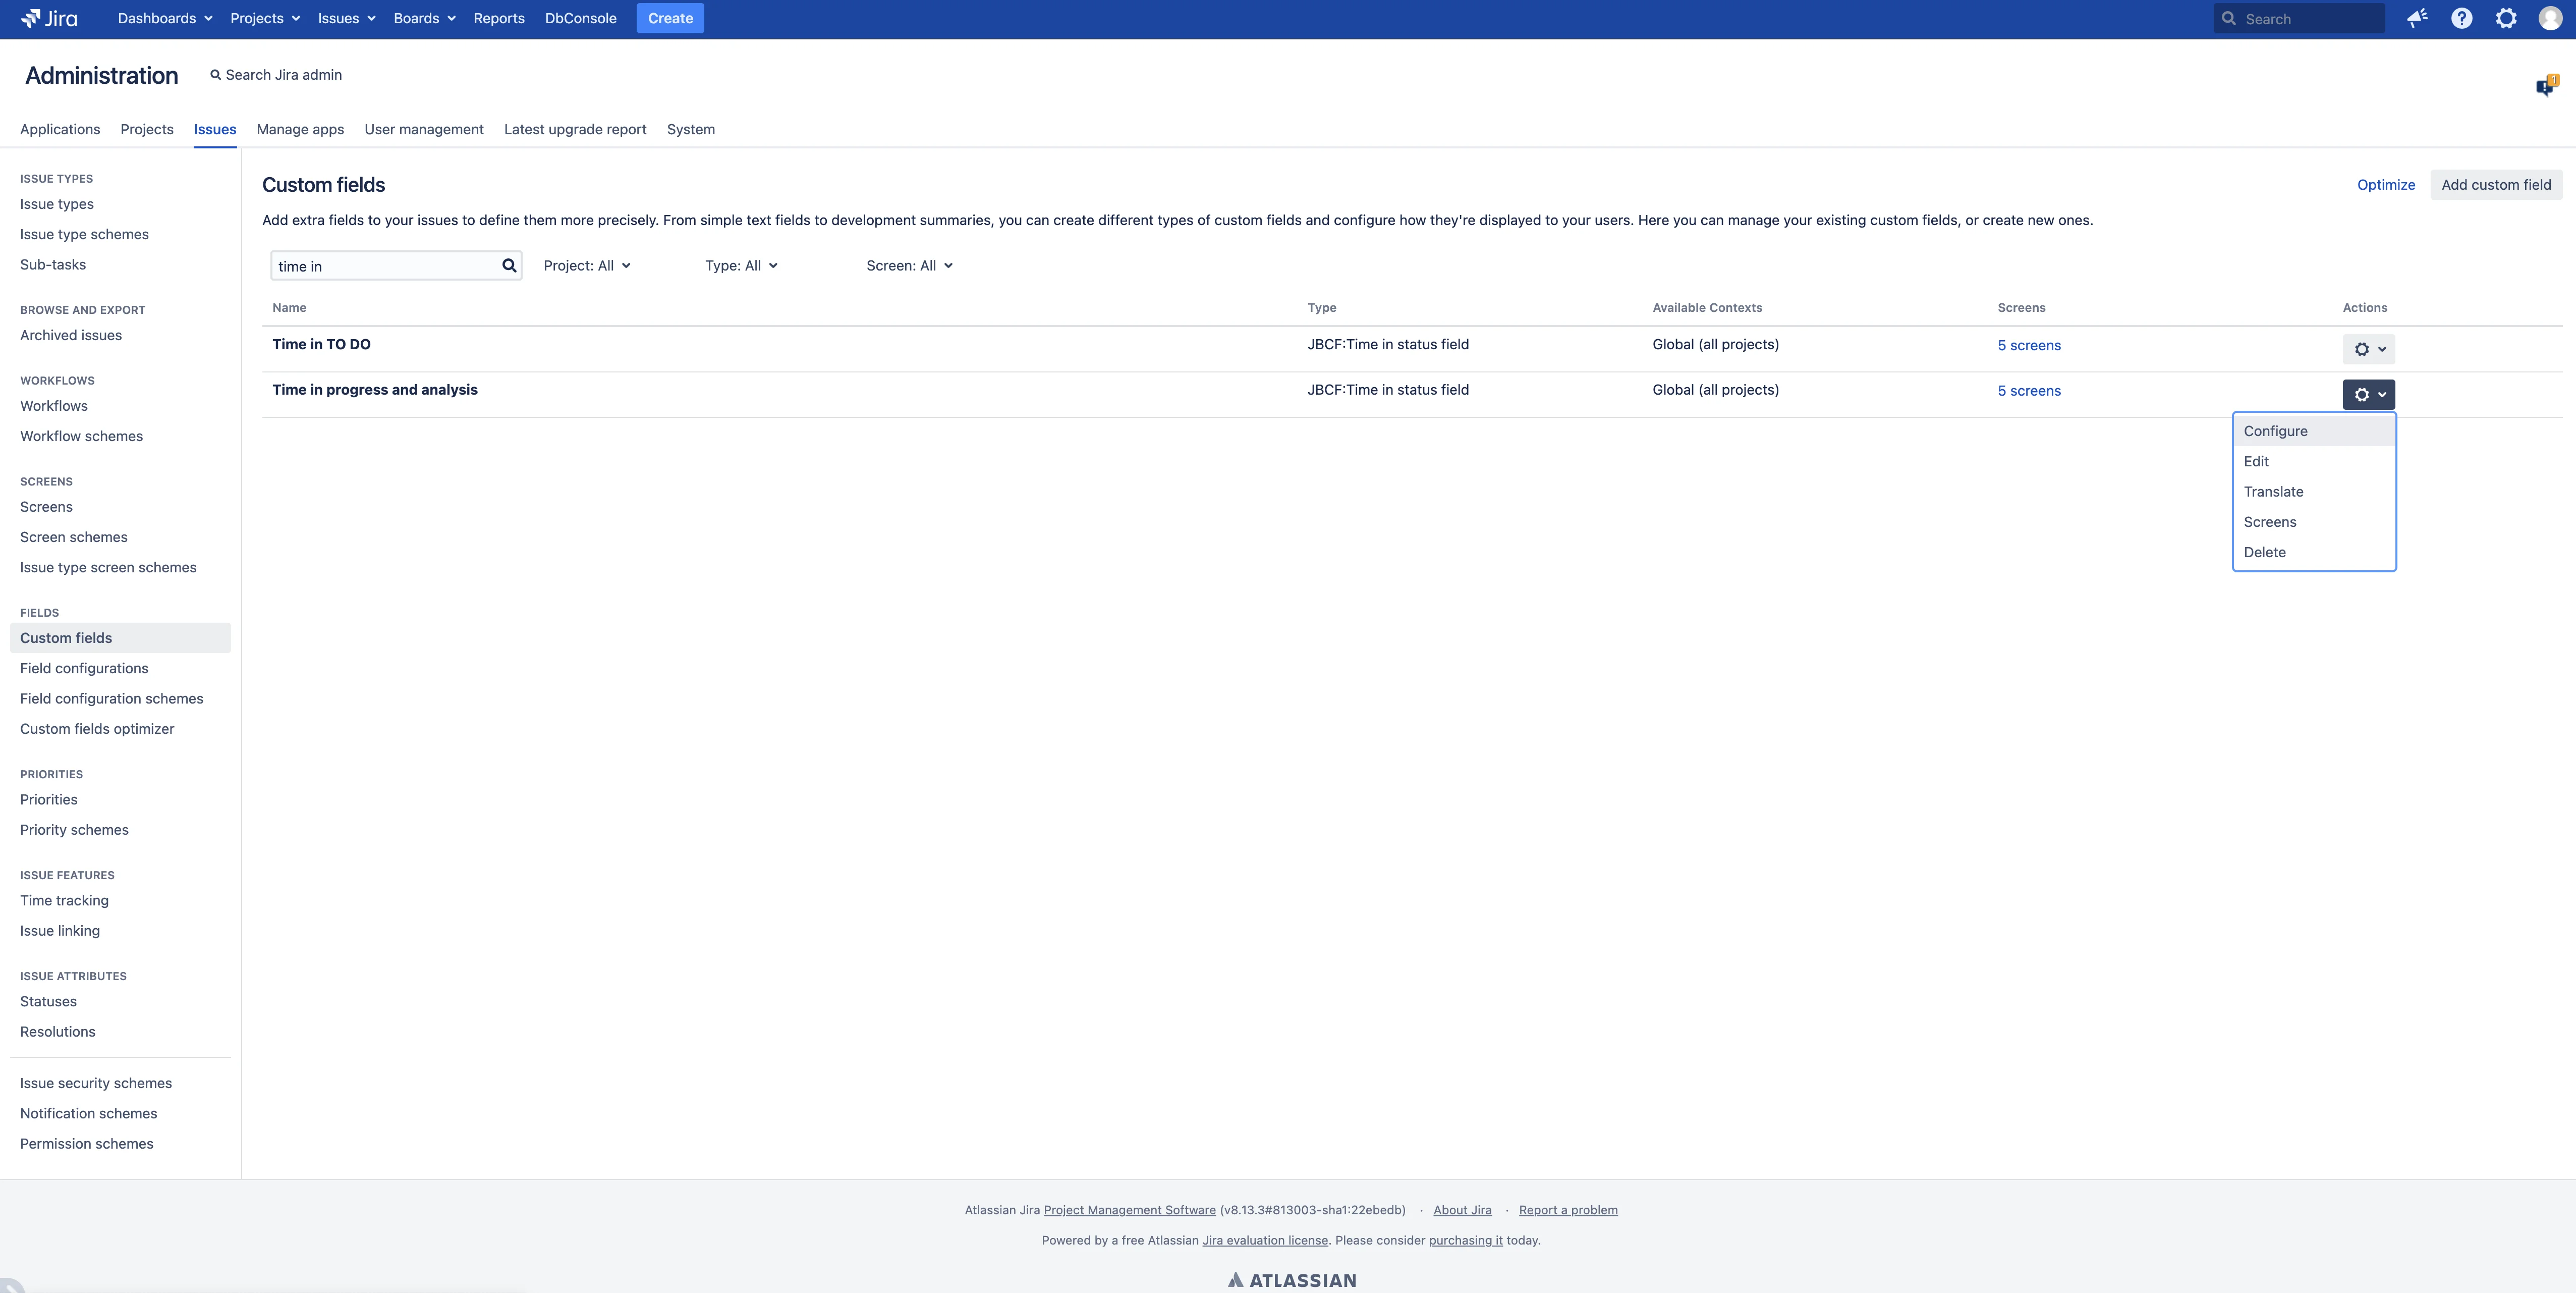 Jira Dashboards Projects Issues Boards Reports DbConsole Create Search
Administration Search Jira admin
1
Applications Projects Issues Manage apps User management Latest upgrade report System
ISSUE TYPES
Issue types
Issue type schemes
Sub-tasks
BROWSE AND EXPORT
Archived issues
WORKFLOWS
Workflows
Workflow schemes
SCREENS
Screens
Screen schemes
Issue type screen schemes
FIELDS
Custom fields
Field configurations
Field configuration schemes
Custom fields optimizer
PRIORITIES
Priorities
Priority schemes
ISSUE FEATURES
Time tracking
Issue linking
ISSUE ATTRIBUTES
Statuses
Resolutions
Issue security schemes
Notification schemes
Permission schemes
Custom fields
Optimize Add custom field
Add extra fields to your issues to define them more precisely. From simple text fields to development summaries, you can create different types of custom fields and configure how they're displayed to your users. Here you can manage your existing custom fields, or create new ones.
time in Project: All Type: All Screen: All
Name Type Available Contexts Screens Actions
Time in TO DO JBCF:Time in status field Global (all projects) 5 screens
Time in progress and analysis JBCF:Time in status field Global (all projects) 5 screens
Configure
Edit
Translate
Screens
Delete
Atlassian Jira Project Management Software (v8.13.3#813003-sha1:22ebedb) · About Jira · Report a problem
Powered by a free Atlassian Jira evaluation license. Please consider purchasing it today.
ATLASSIAN